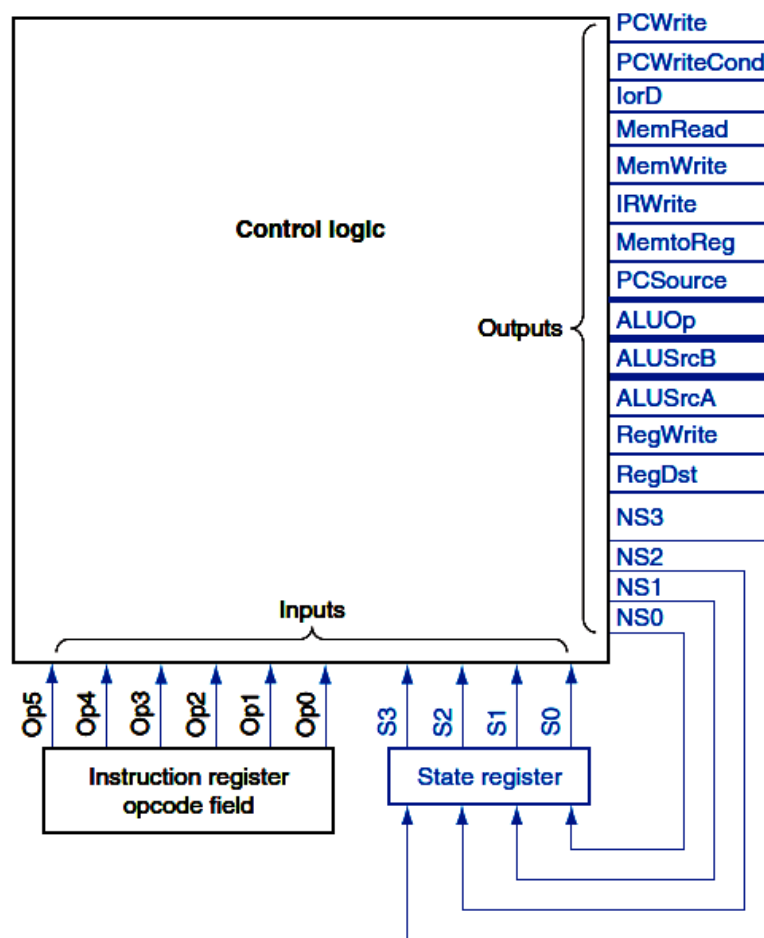 PCWrite
PCWriteCond
IorD
MemRead
MemWrite
IRWrite
MemtoReg
PCSource
ALUOp
ALUSrcB
ALUSrcA
RegWrite
RegDst
NS3
NS2
NS1
NS0
Control logic
Outputs
Inputs
Op5
Op4
Op3
Op2
Op1
Op0
S3
S2
S1
S0
Instruction register
opcode field
State register